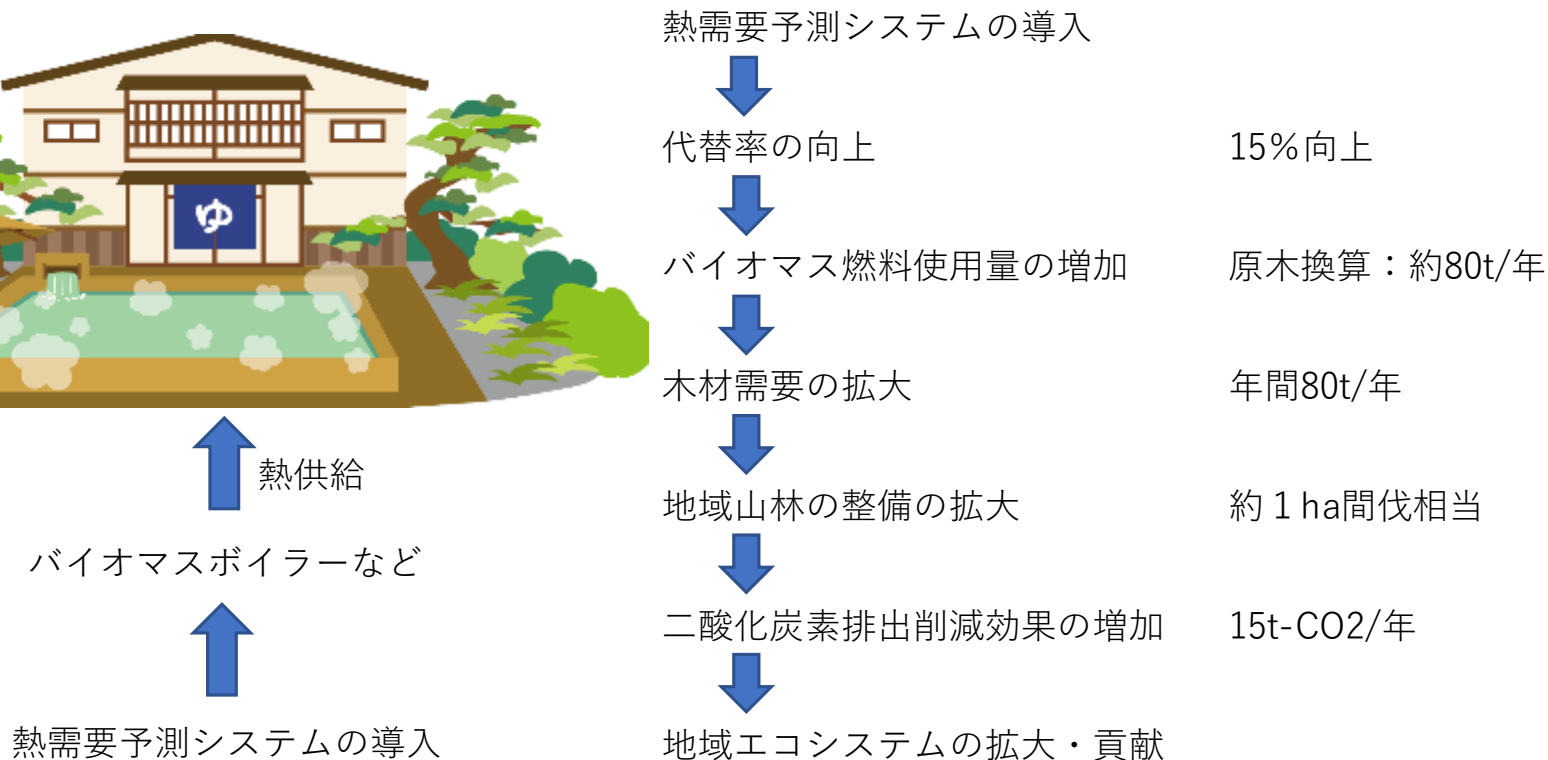 ゆ
熱供給
バイオマスボイラーなど
熱需要予測システムの導入
熱需要予測システムの導入
代替率の向上 15%向上
バイオマス燃料使用量の増加 原木換算：約80t/年
木材需要の拡大 年間80t/年
地域山林の整備の拡大 約１ha間伐相当
二酸化炭素排出削減効果の増加 15t-CO2/年
地域エコシステムの拡大・貢献